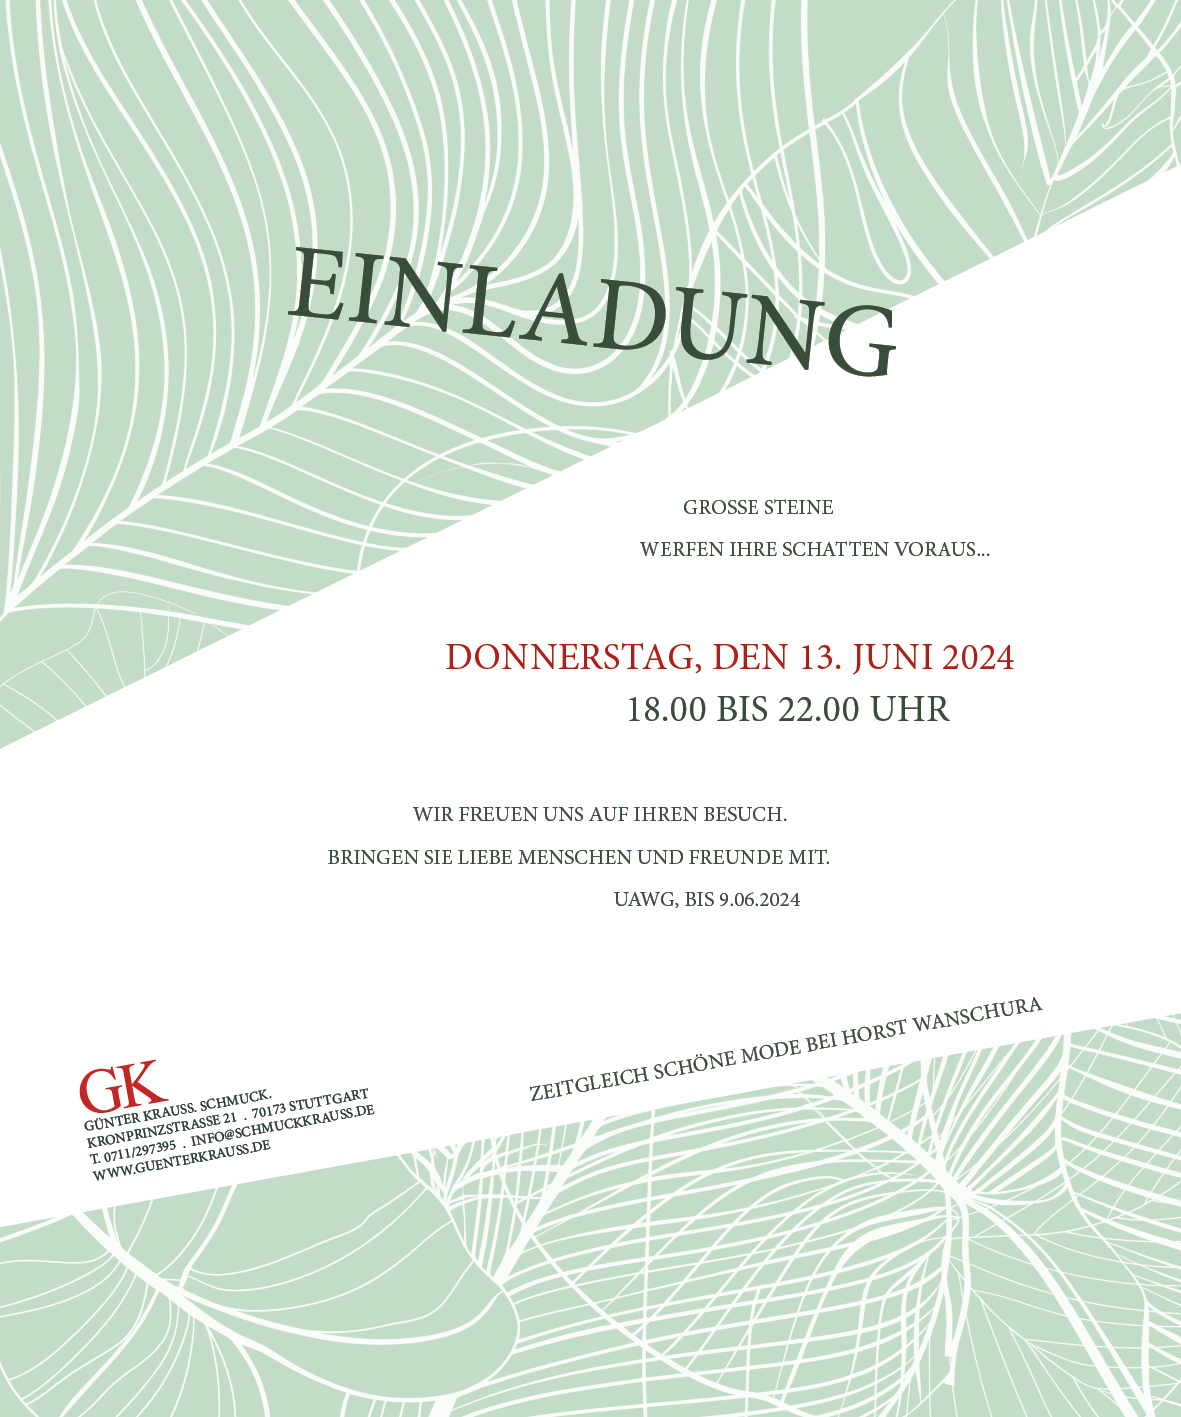 EINLADUNG
GROSSE STEINE
WERFEN IHRE SCHATTEN VORAUS...
DONNERSTAG, DEN 13. JUNI 2024
18.00 BIS 22.00 UHR
WIR FREUEN UNS AUF IHREN BESUCH.
BRINGEN SIE LIEBE MENSCHEN UND FREUNDE MIT.
UAWG, BIS 9.06.2024
ZEITGLEICH SCHÖNE MODE BEI HORST WANSCHURA
GK
GÜNTER KRAUSS. SCHMUCK.
KRONPRINZSTRASSE 21 . 70173 STUTTGART
T. 0711/297395 . INFO@SCHMUCKKRAUSS.DE
WWW.GUENTERKRAUSS.DE